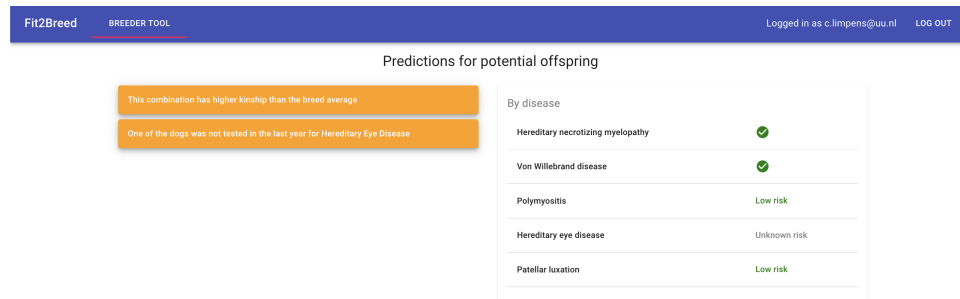 Fit2Breed BREEDER TOOL Logged in as c.limpens@uu.nl LOG OUT
Predictions for potential offspring
This combination has higher kinship than the breed average
One of the dogs was not tested in the last year for Hereditary Eye Disease
By disease
Hereditary necrotizing myelopathy
Von Willebrand disease
Polymyositis Low risk
Hereditary eye disease Unknown risk
Patellar luxation Low risk